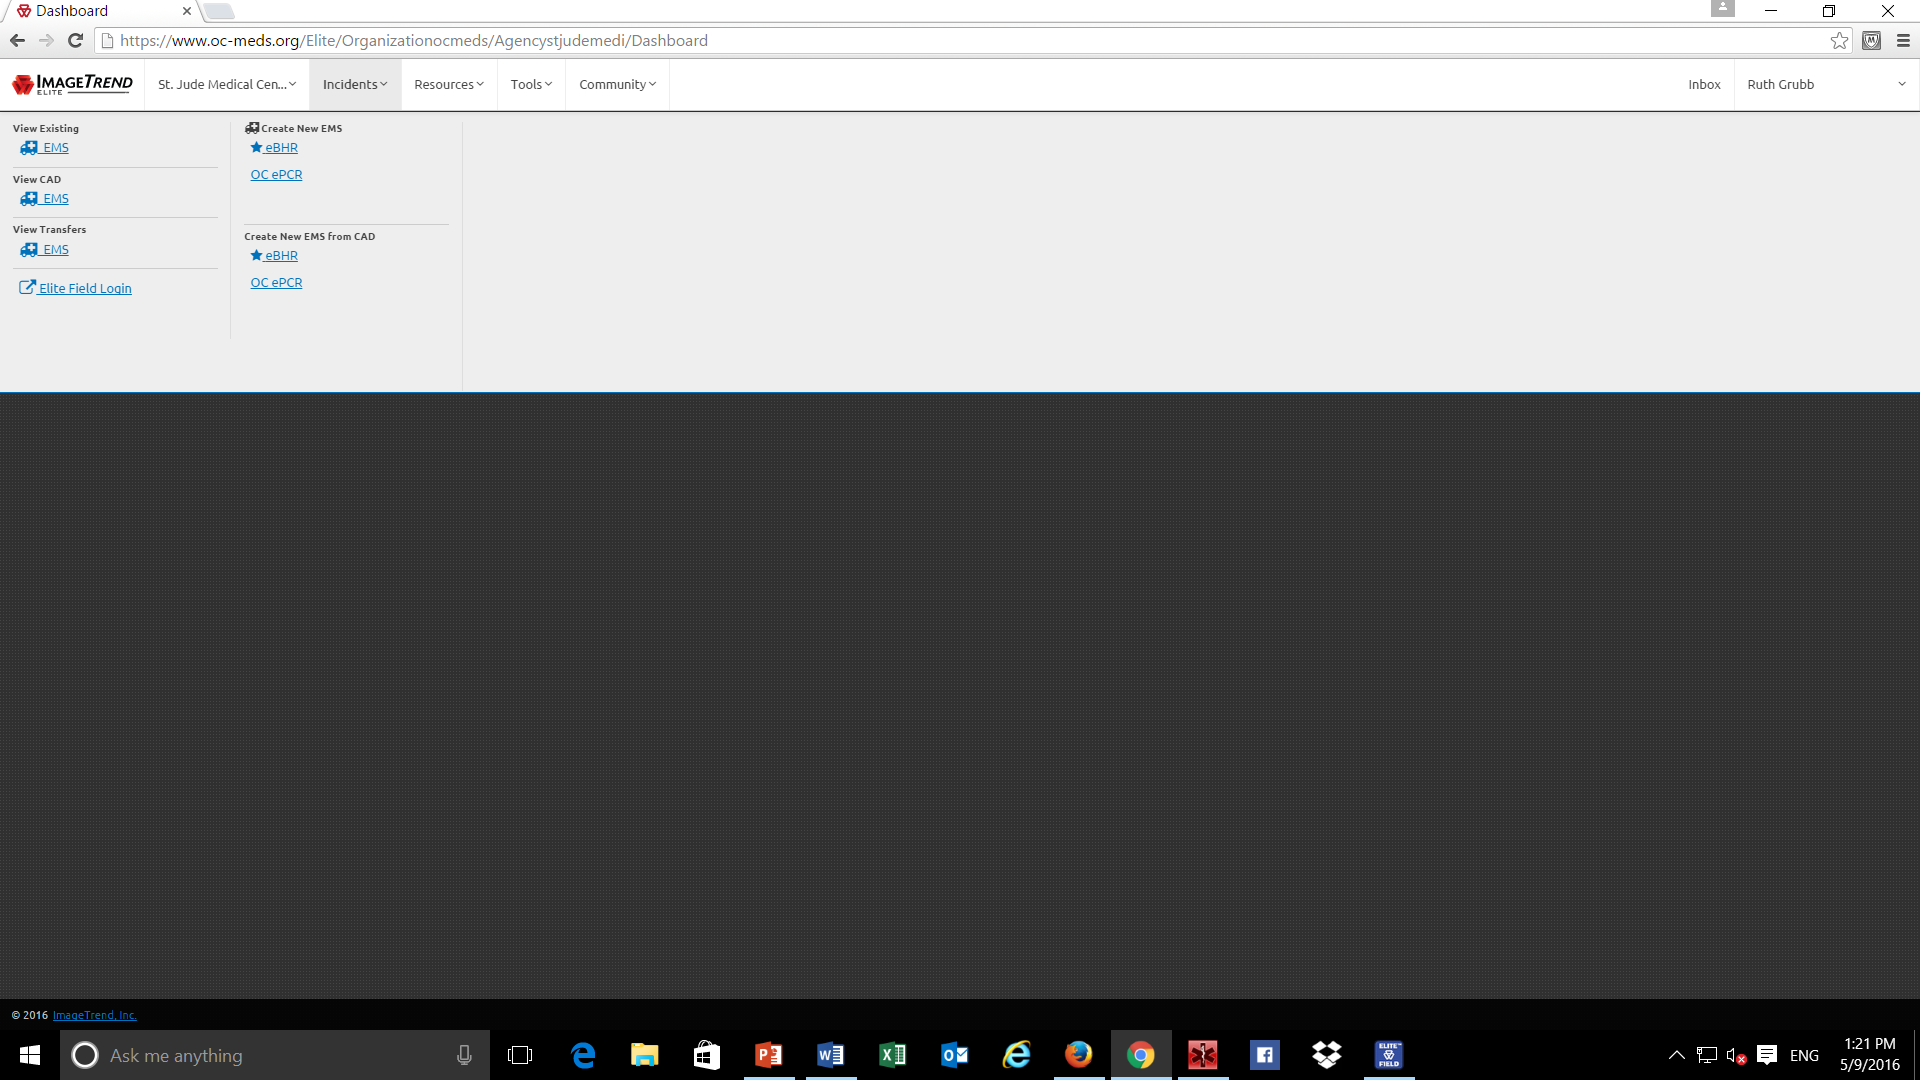 Dashboard
https://www.oc-meds.org/Elite/Organizationocmeds/Agencystjudemedi/Dashboard
IMAGETREND
ELITE
St. Jude Medical Cen...
Incidents
Resources
Tools
Community
Inbox
Ruth Grubb
View Existing
EMS
View CAD
EMS
View Transfers
EMS
Elite Field Login
Create New EMS
eBHR
OC ePCR
Create New EMS from CAD
eBHR
OC ePCR
© 2016 ImageTrend, Inc.
Ask me anything
ELITE
FIELD
ENG
1:21 PM
5/9/2016